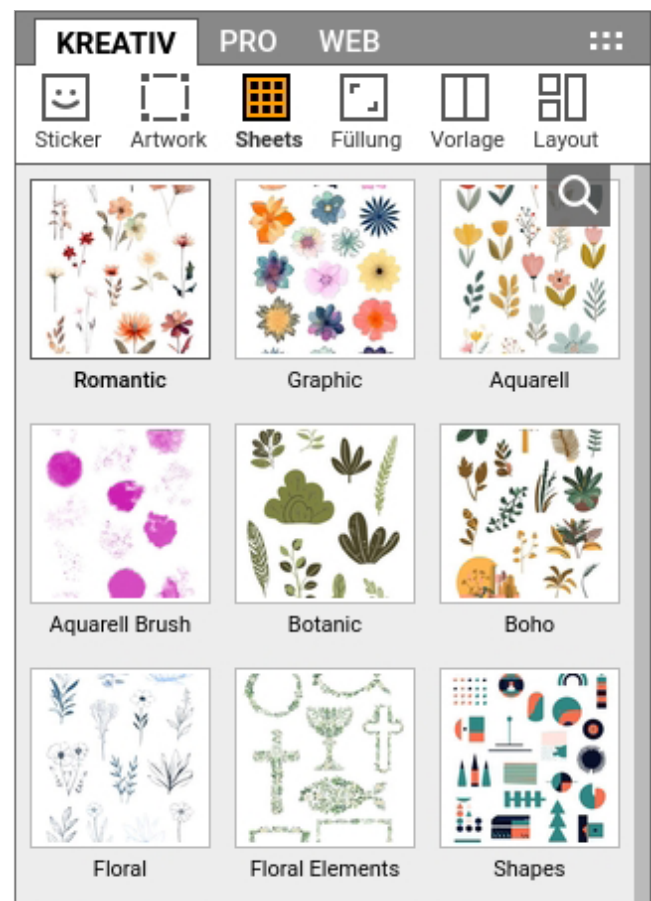 KREATIV PRO WEB
Sticker Artwork Sheets Füllung Vorlage Layout
Romantic Graphic Aquarell
Aquarell Brush Botanic Boho
Floral Floral Elements Shapes